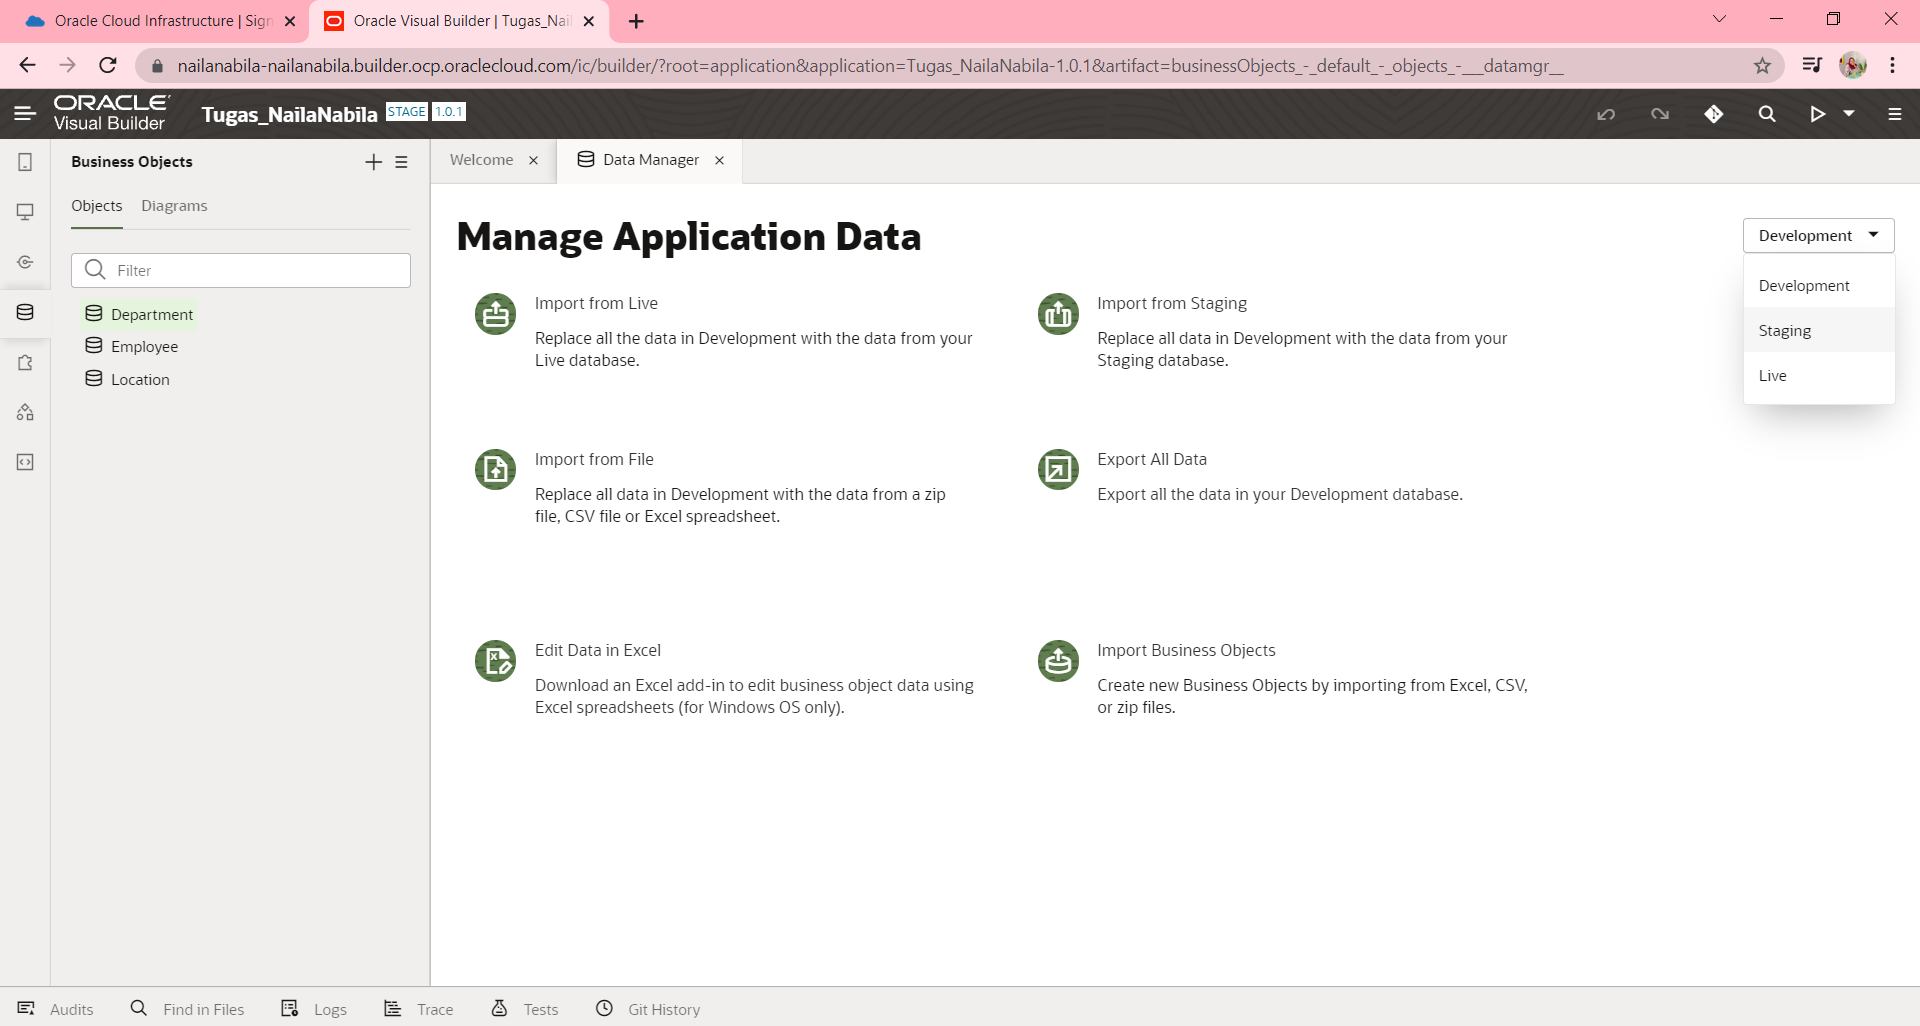 Oracle Cloud Infrastructure | Sign
Oracle Visual Builder | Tugas_Nail
nailanabila-nailanabila.builder.ocp.oraclecloud.com/ic/builder/?root=application&application=Tugas_NailaNabila-1.0.1&artifact=businessObjects_-_default_-_objects_-___datamgr__
ORACLE
Visual Builder
Tugas_NailaNabila STAGE 1.0.1
Business Objects
Objects Diagrams
Filter
Department
Employee
Location
Welcome
Data Manager
Manage Application Data
Development
Development
Staging
Live
Import from Live
Replace all the data in Development with the data from your
Live database.
Import from Staging
Replace all data in Development with the data from your
Staging database.
Import from File
Replace all data in Development with the data from a zip
file, CSV file or Excel spreadsheet.
Export All Data
Export all the data in your Development database.
Edit Data in Excel
Download an Excel add-in to edit business object data using
Excel spreadsheets (for Windows OS only).
Import Business Objects
Create new Business Objects by importing from Excel, CSV,
or zip files.
Audits Find in Files Logs Trace Tests Git History